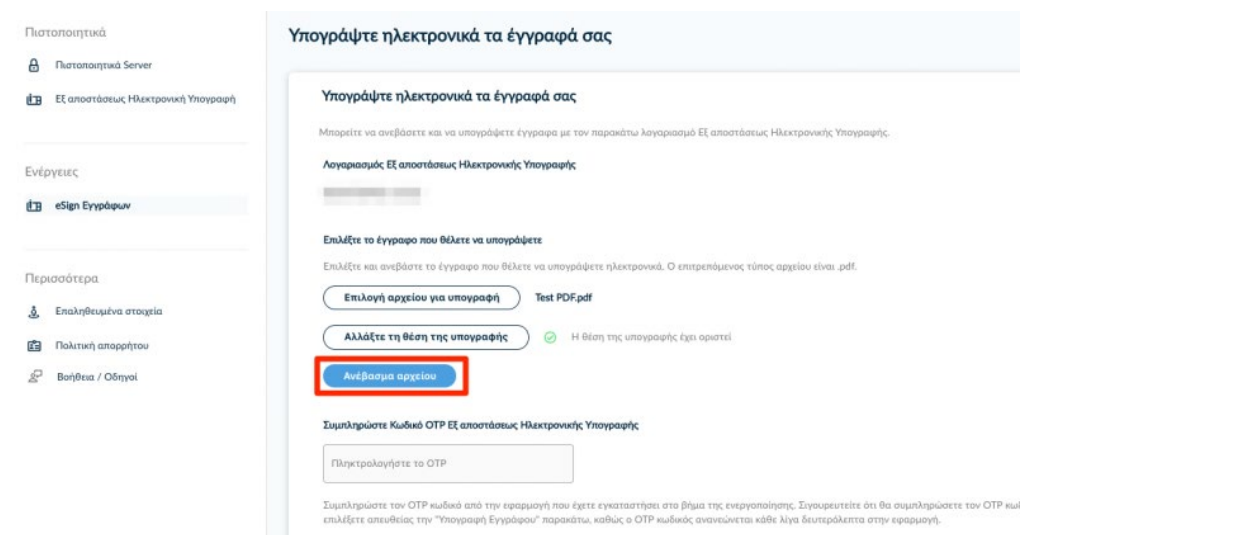 Πιστοποιητικά
Πιστοποιητικά Server
Εξ αποστάσεως Ηλεκτρονική Υπογραφή
Ενέργειες
eSign Εγγράφων
Περισσότερα
Επαληθευμένα στοιχεία
Πολιτική απορρήτου
Βοήθεια / Οδηγοί
Υπογράψτε ηλεκτρονικά τα έγγραφά σας
Υπογράψτε ηλεκτρονικά τα έγγραφά σας
Μπορείτε να ανεβάσετε και να υπογράψετε έγγραφα με τον παρακάτω λογαριασμό Εξ αποστάσεως Ηλεκτρονικής Υπογραφής.
Λογαριασμός Εξ αποστάσεως Ηλεκτρονικής Υπογραφής
Επιλέξτε το έγγραφο που θέλετε να υπογράψετε
Επιλέξτε και ανεβάστε το έγγραφο που θέλετε να υπογράψετε ηλεκτρονικά. Ο επιτρεπόμενος τύπος αρχείου είναι .pdf.
Επιλογή αρχείου για υπογραφή Test PDF.pdf
Αλλάξτε τη θέση της υπογραφής Η θέση της υπογραφής έχει οριστεί
Ανέβασμα αρχείου
Συμπληρώστε Κωδικό OTP Εξ αποστάσεως Ηλεκτρονικής Υπογραφής
Πληκτρολογήστε το OTP
Συμπληρώστε τον OTP κωδικό από την εφαρμογή που έχετε εγκαταστήσει στο βήμα της ενεργοποίησης. Σιγουρευτείτε ότι θα συμπληρώσετε τον OTP
επιλέξετε απευθείας την "Υπογραφή Εγγράφου" παρακάτω, καθώς ο OTP κωδικός ανανεώνεται κάθε λίγα δευτερόλεπτα στην εφαρμογή.